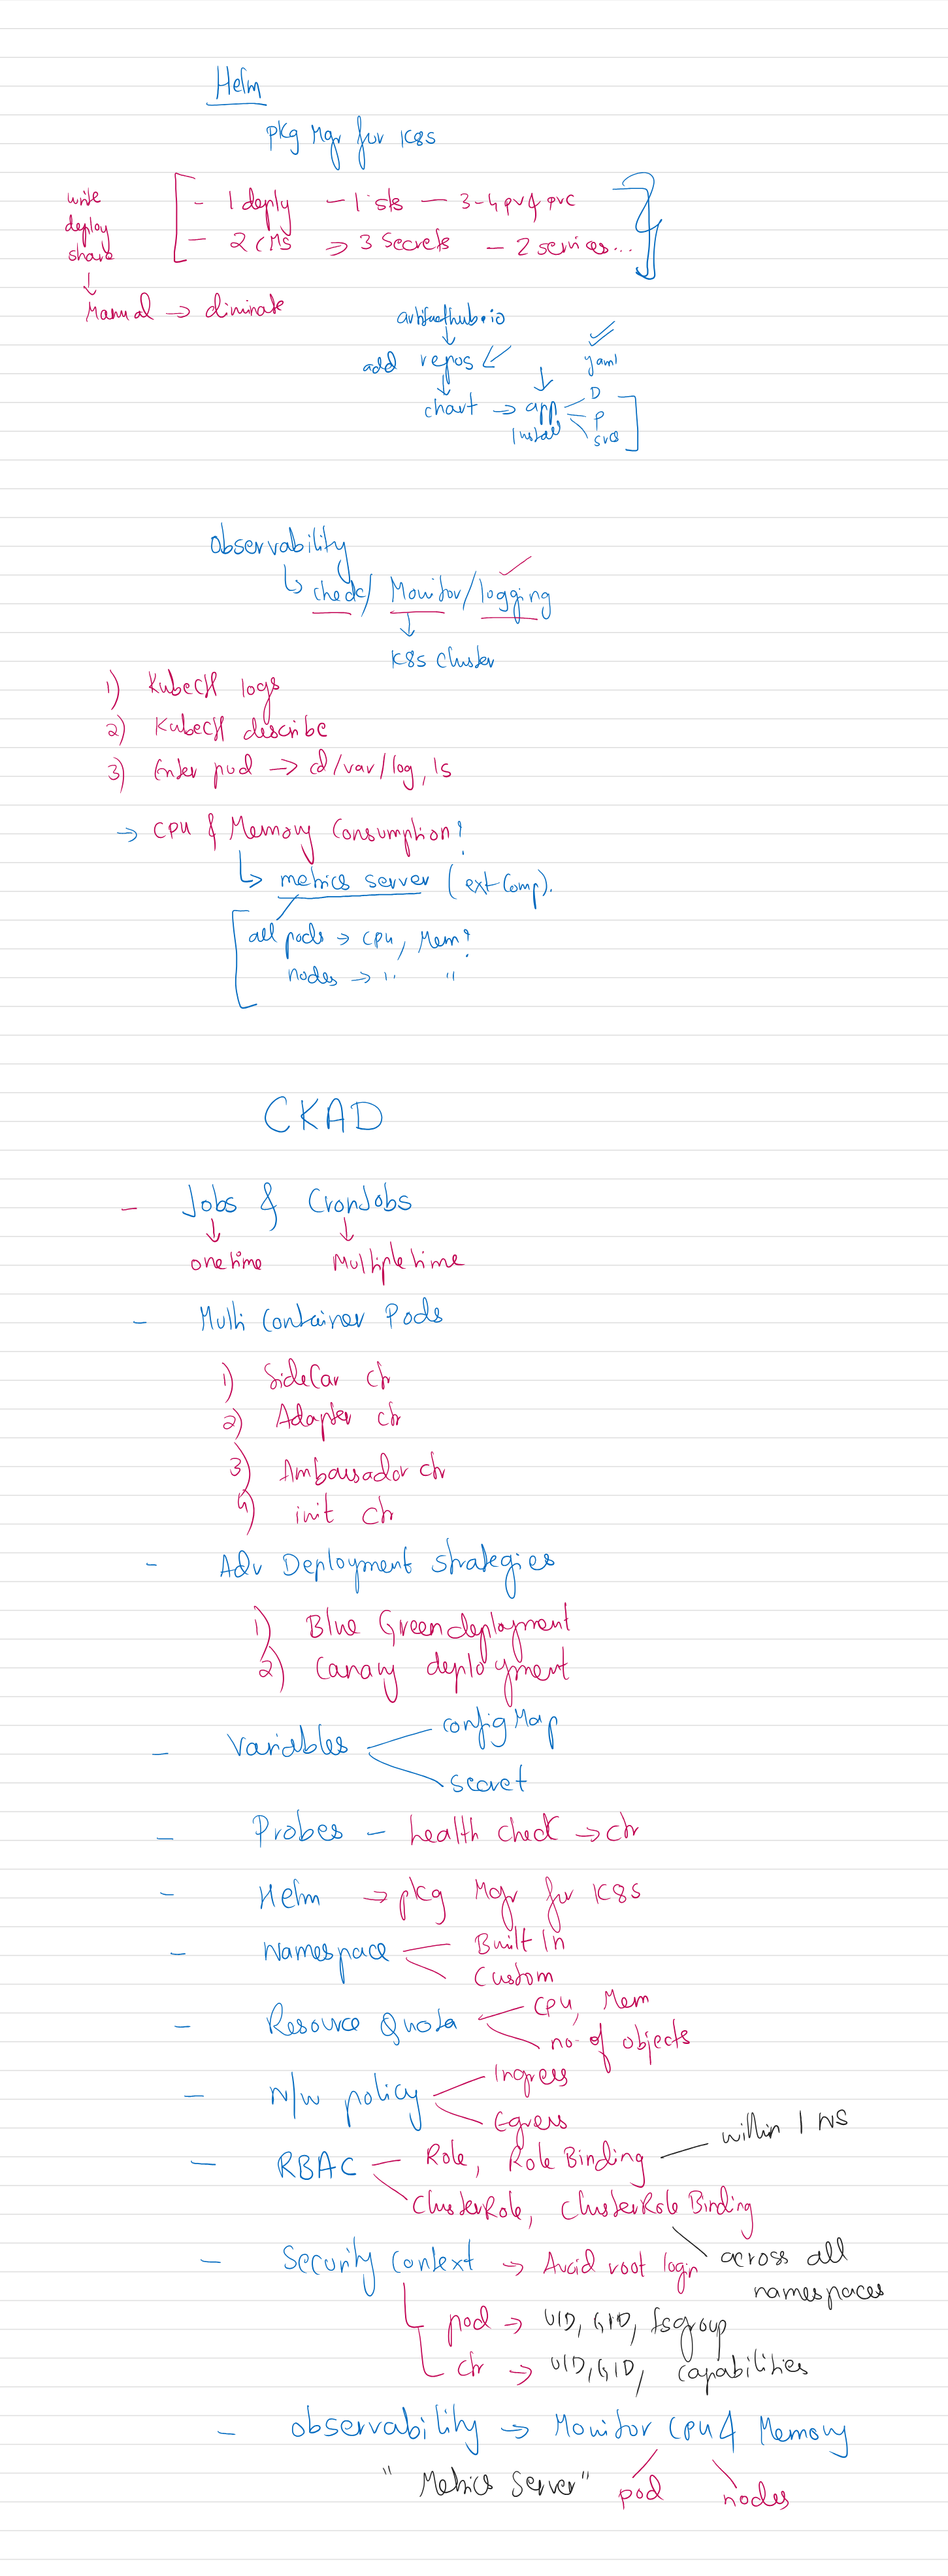 Helm
pkg Mgr for K8s
write
deploy
share
- 1 deply - 1 sts - 3-4 pv & pvc
- 2 CMs → 3 Secrets - 2 services...
↓
Manual → eliminate
artifacthub.io
↓
add repos
↓
chart → app
Install
yaml
D
P
svcs
Observability
check / Monitor / logging
↓
K8s cluster
1) Kubectl logs
2) Kubectl describe
3) Enter pod → cd /var/log, ls
→ CPU & Memory Consumption?
metrics server (ext Comp).
all pods → CPU, Mem?
nodes → " "
CKAD
- Jobs & CronJobs
↓ ↓
onetime Multipletime
- Multi Container Pods
1) SideCar ctr
2) Adapter ctr
3) Ambassador ctr
4) init ctr
- Adv Deployment strategies
1) Blue Green deployment
2) Canary deployment
- Variables
configMap
secret
- Probes - health check → ctr
- Helm → pkg Mgr for K8s
- Namespace
Built In
Custom
- Resource Quota
CPU, Mem
no. of objects
- N/w policy
Ingress
Egress
- RBAC - Role, Role Binding — within 1 NS
ClusterRole, ClusterRole Binding
across all
namespaces
- Security Context → Avoid root login
pod → UID, GID, fsgroup
ctr → UID, GID, capabilities
- Observability → Monitor CPU & Memory
"Metrics Server" pod nodes